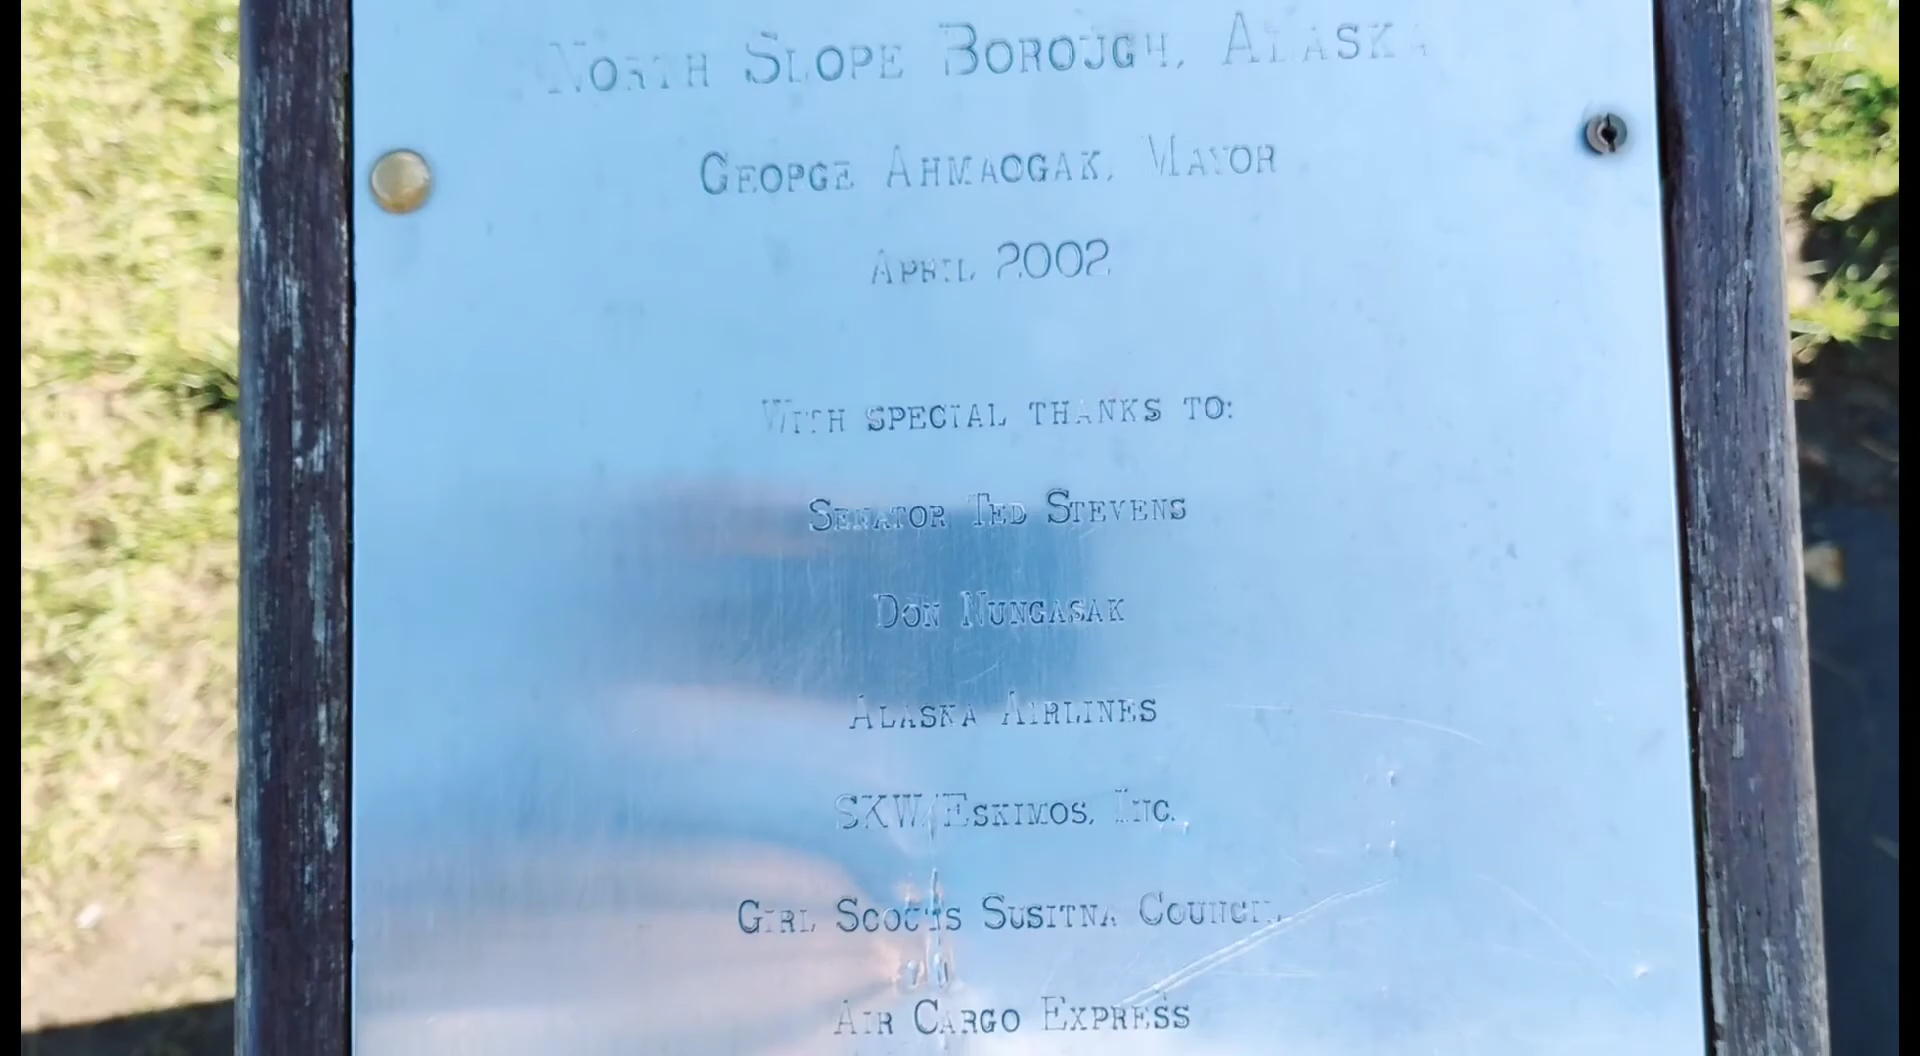 North Slope Borough, Alaska
George Ahmaogak, Mayor
April 2002
With special thanks to:
Senator Ted Stevens
Don Nungasak
Alaska Airlines
SKW/Eskimos, Inc.
Girl Scouts Susitna Council
Air Cargo Express